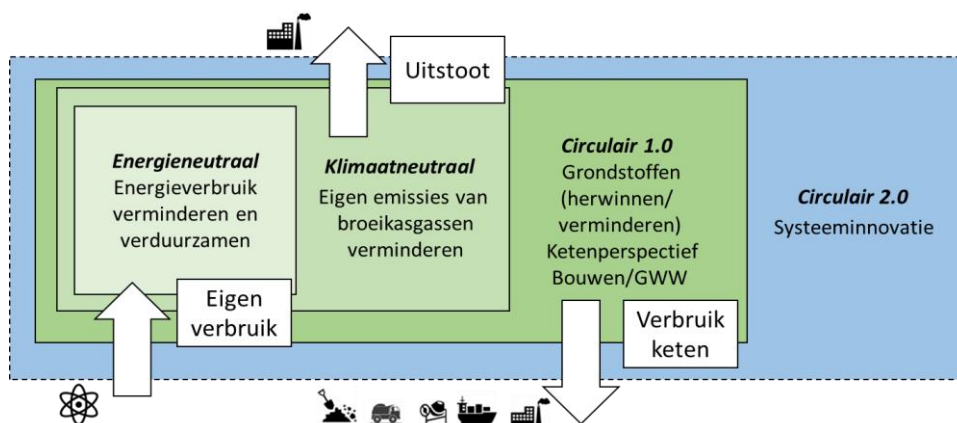 Uitstoot
Energieneutraal
Energieverbruik
verminderen en
verduurzamen
Klimaatneutraal
Eigen emissies van
broeikasgassen
verminderen
Circulair 1.0
Grondstoffen
(herwinnen/
verminderen)
Ketenperspectief
Bouwen/GWW
Circulair 2.0
Systeeminnovatie
Eigen
verbruik
Verbruik
keten